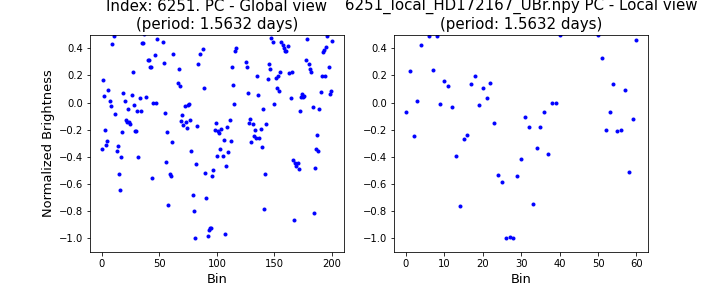 Index: 6251. PC - Global view
(period: 1.5632 days)
6251_local_HD172167_UBr.npy PC - Local view
(period: 1.5632 days)
Normalized Brightness
0.4
0.2
0.0
−0.2
−0.4
−0.6
−0.8
−1.0
0 50 100 150 200
Bin
0.4
0.2
0.0
−0.2
−0.4
−0.6
−0.8
−1.0
0 10 20 30 40 50 60
Bin